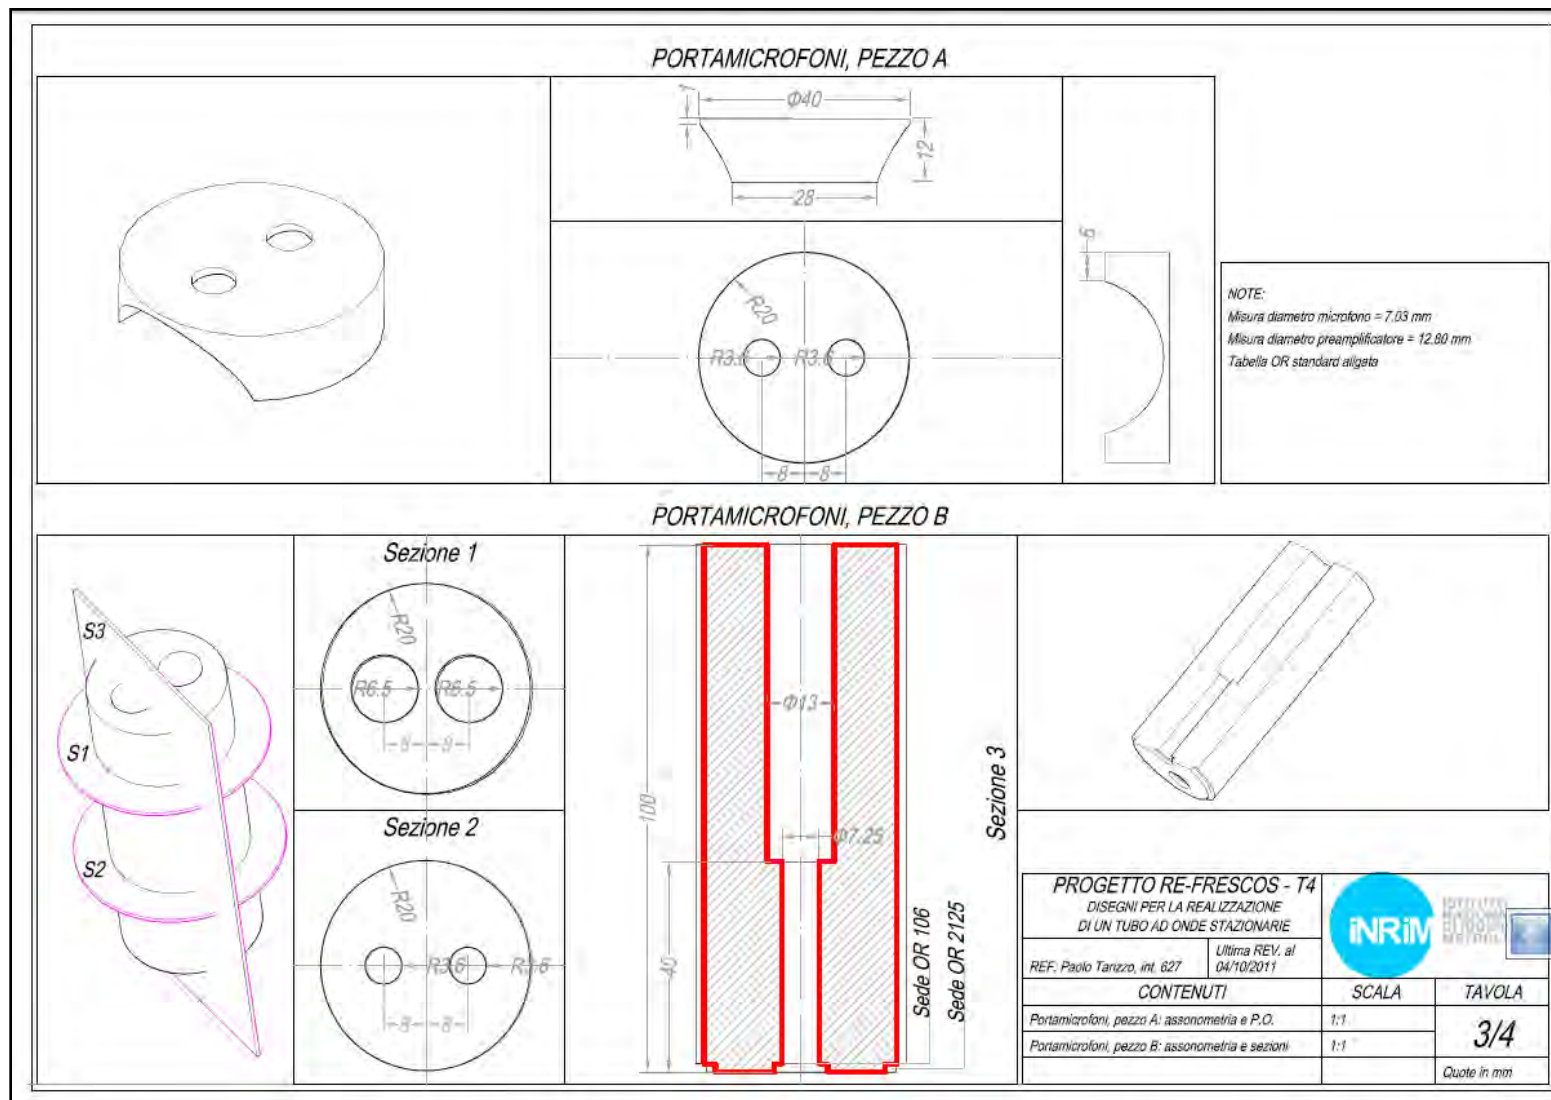 PORTAMICROFONI, PEZZO A
1
Φ40
12
28
R20
R3.6
8
8
6
NOTE:
Misura diametro microfono = 7.03 mm
Misura diametro preamplificatore = 12.80 mm
Tabella OR standard allgata
PORTAMICROFONI, PEZZO B
S3
S1
S2
Sezione 1
R20
R6.5
R6.5
8
8
Sezione 2
R20
R3.6
R3.6
8
8
100
Φ13
Φ7.25
40
Sede OR 106
Sede OR 2125
Sezione 3
PROGETTO RE-FRESCOS - T4
DISEGNI PER LA REALIZZAZIONE
DI UN TUBO AD ONDE STAZIONARIE
REF. Paolo Tarizzo, int. 627
Ultima REV. al
04/10/2011
iNRiM
CONTENUTI
SCALA
TAVOLA
Portamicrofoni, pezzo A: assonometria e P.O.
1:1
3/4
Portamicrofoni, pezzo B: assonometria e sezioni
1:1
Quote in mm